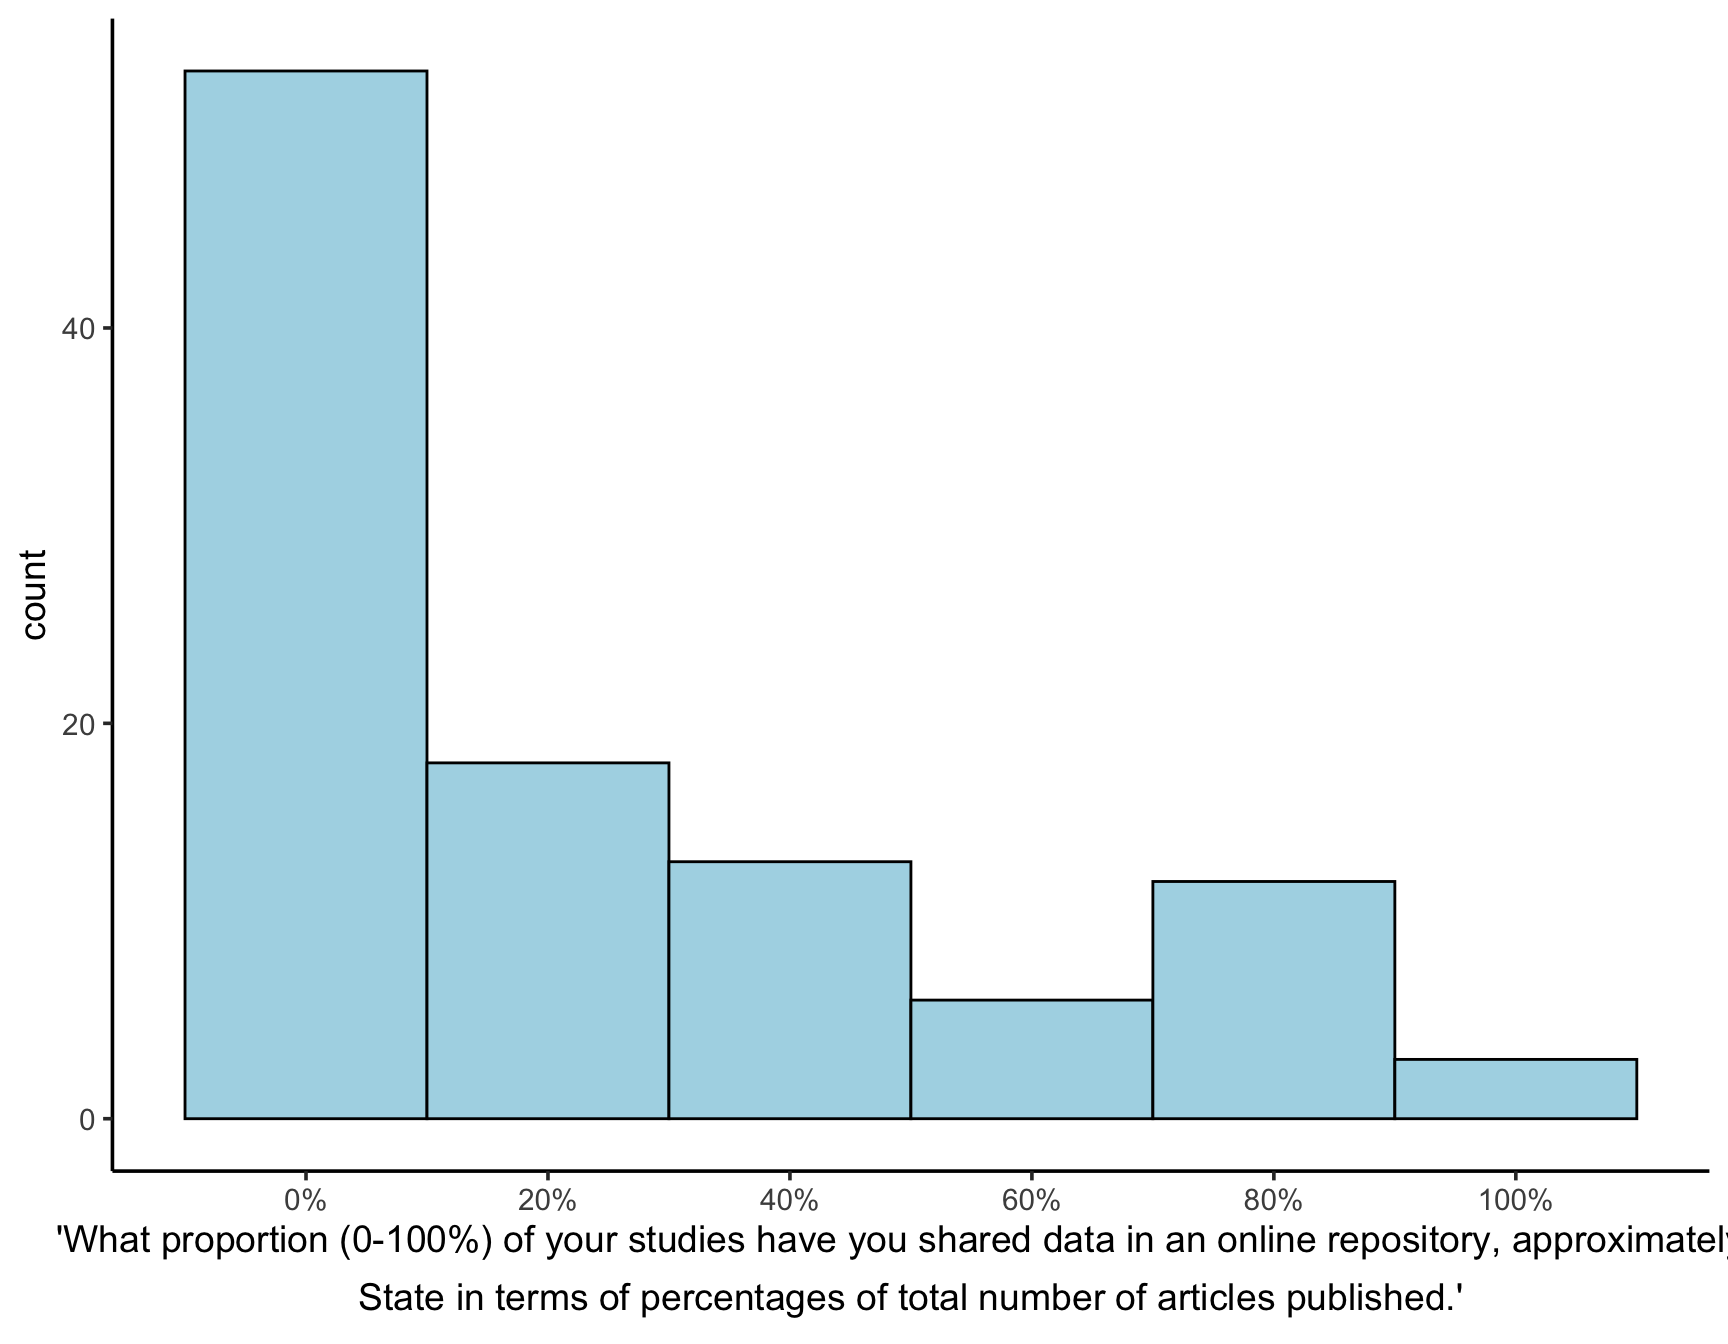 count
40
20
0
0% 20% 40% 60% 80% 100%
'What proportion (0-100%) of your studies have you shared data in an online repository,
State in terms of percentages of total number of articles published.'